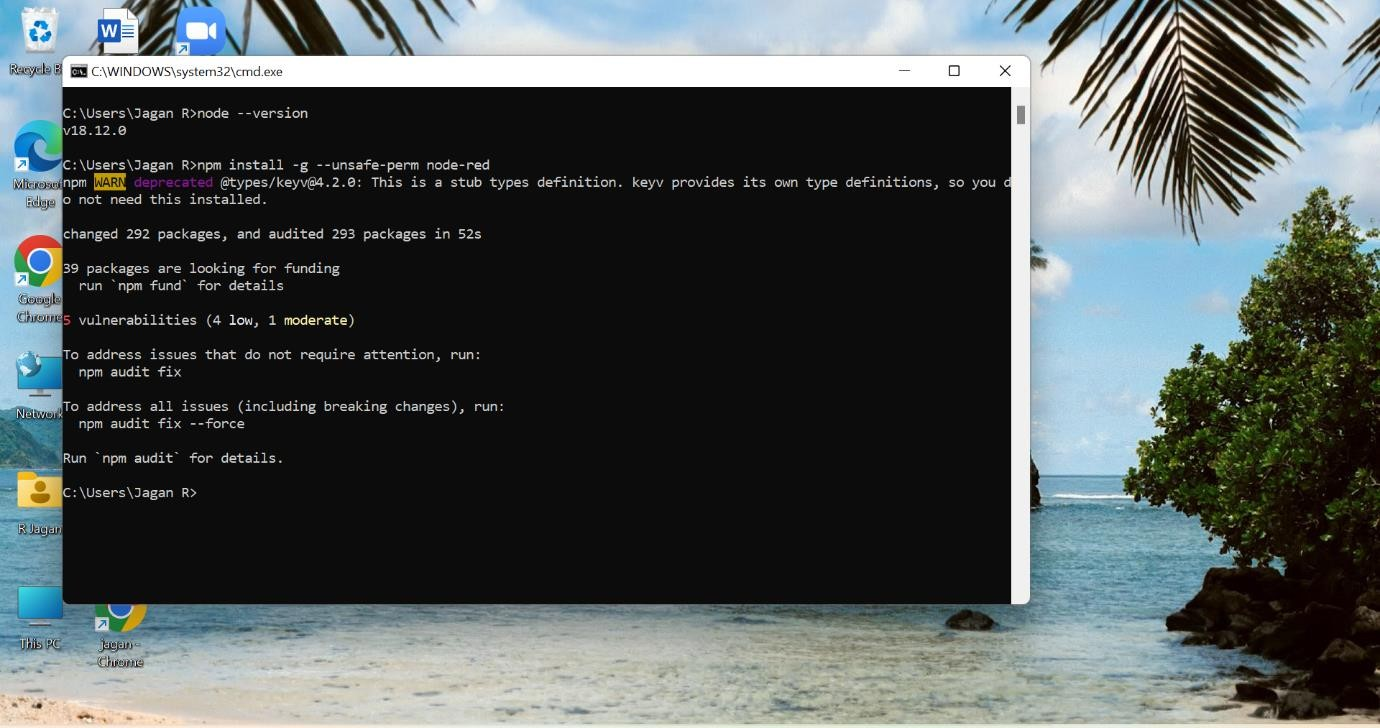 Recycle B
C:\WINDOWS\system32\cmd.exe
C:\Users\Jagan R>node --version
v18.12.0
C:\Users\Jagan R>npm install -g --unsafe-perm node-red
npm WARN deprecated @types/keyv@4.2.0: This is a stub types definition. keyv provides its own type definitions, so you d
o not need this installed.
changed 292 packages, and audited 293 packages in 52s
39 packages are looking for funding
run `npm fund` for details
5 vulnerabilities (4 low, 1 moderate)
To address issues that do not require attention, run:
npm audit fix
To address all issues (including breaking changes), run:
npm audit fix --force
Run `npm audit` for details.
C:\Users\Jagan R>
Microsof
Edge
Google
Chrome
Network
R Jagan
This PC
jagan -
Chrome